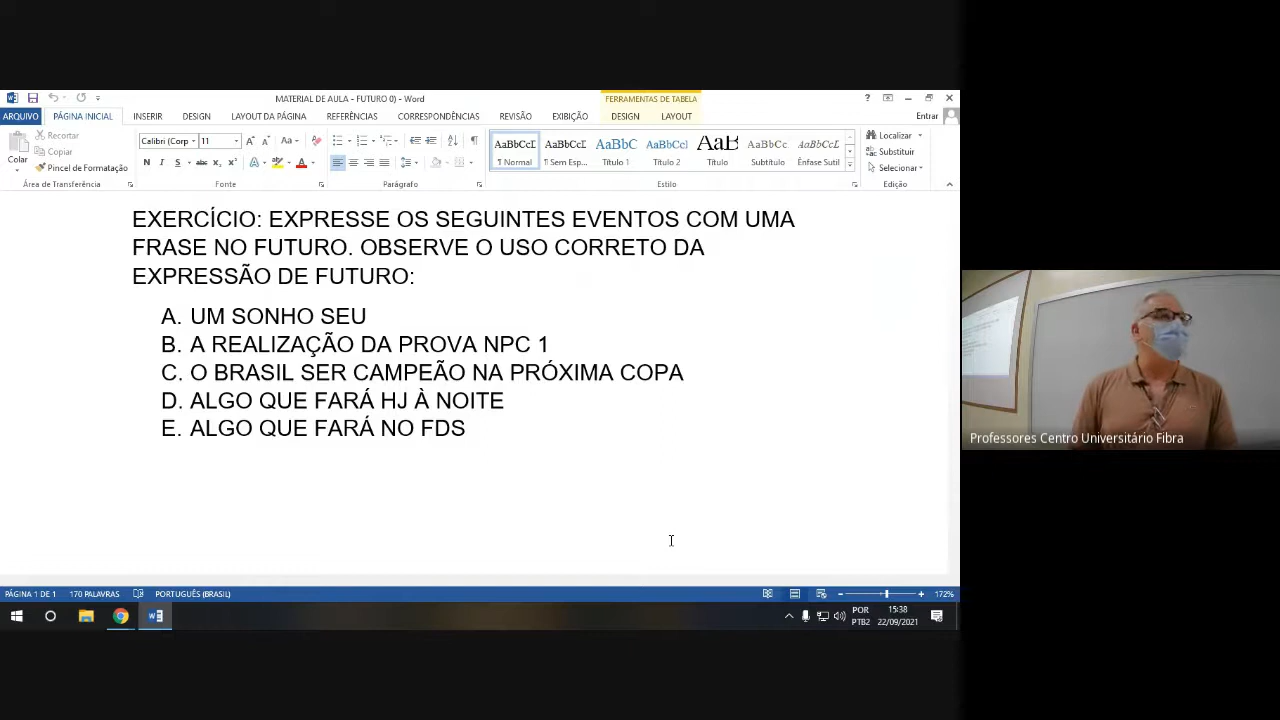 MATERIAL DE AULA - FUTURO 0) - Word
FERRAMENTAS DE TABELA
ARQUIVO PÁGINA INICIAL INSERIR DESIGN LAYOUT DA PÁGINA REFERÊNCIAS CORRESPONDÊNCIAS REVISÃO EXIBIÇÃO DESIGN LAYOUT Entrar
Colar
Recortar
Copiar
Pincel de Formatação
Área de Transferência
Calibri (Corp 11
Fonte
Parágrafo
AaBbCcI AaBbCcI AaBbC AaBbCcI AaB AaBbCc AaBbCcI
¶ Normal ¶ Sem Esp... Título 1 Título 2 Título Subtítulo Ênfase Sutil
Estilo
Localizar
Substituir
Selecionar
Edição
EXERCÍCIO: EXPRESSE OS SEGUINTES EVENTOS COM UMA
FRASE NO FUTURO. OBSERVE O USO CORRETO DA
EXPRESSÃO DE FUTURO:
A. UM SONHO SEU
B. A REALIZAÇÃO DA PROVA NPC 1
C. O BRASIL SER CAMPEÃO NA PRÓXIMA COPA
D. ALGO QUE FARÁ HJ À NOITE
E. ALGO QUE FARÁ NO FDS
PÁGINA 1 DE 1 170 PALAVRAS PORTUGUÊS (BRASIL) 172%
POR 15:38
PTB2 22/09/2021
Professores Centro Universitário Fibra